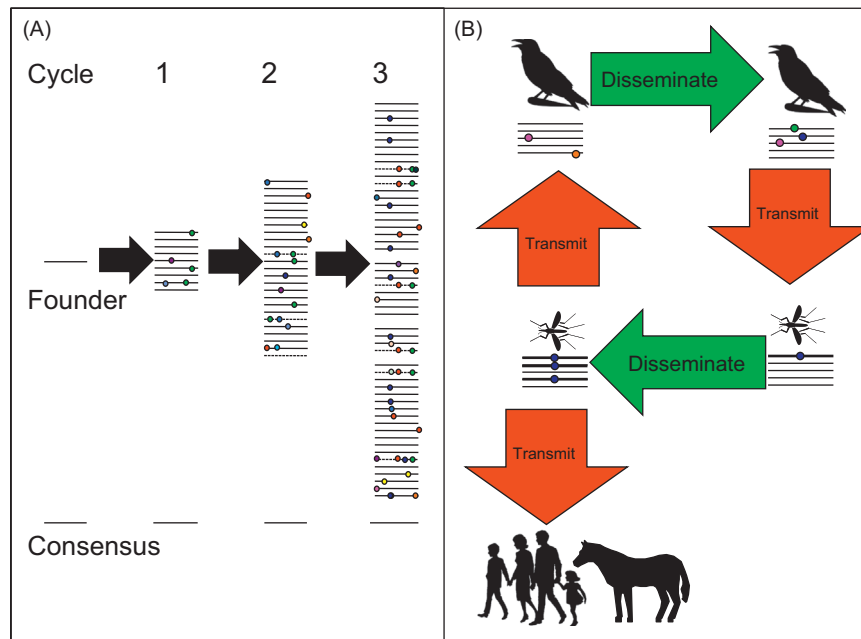 (A)
Cycle 1 2 3
Founder
Consensus
(B)
Disseminate
Transmit
Transmit
Disseminate
Transmit